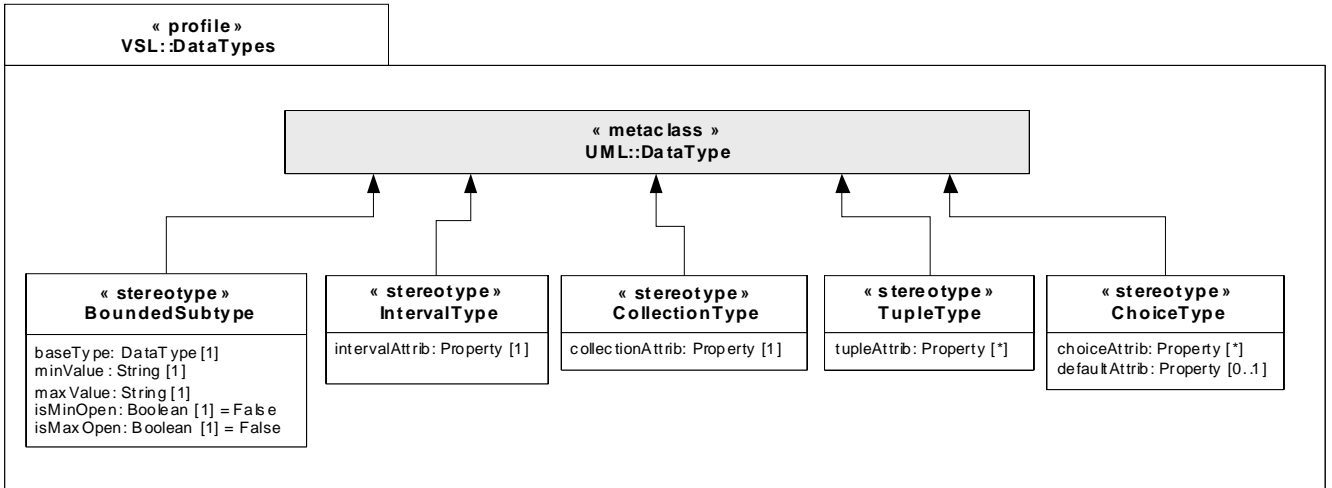 « profile»
VSL::DataTypes
« metaclass »
UML::DataType
« stereotype»
BoundedSubtype
baseType: DataType[1]
minValue: String [1]
maxValue: String [1]
isMinOpen: Boolean [1] = False
isMaxOpen: Boolean [1] = False
« stereotype»
IntervalType
intervalAttrib: Property [1]
« stereotype»
CollectionType
collectionAttrib: Property [1]
« stereotype»
TupleType
tupleAttrib: Property [*]
« stereotype»
ChoiceType
choiceAttrib: Property [*]
defaultAttrib: Property [0..1]